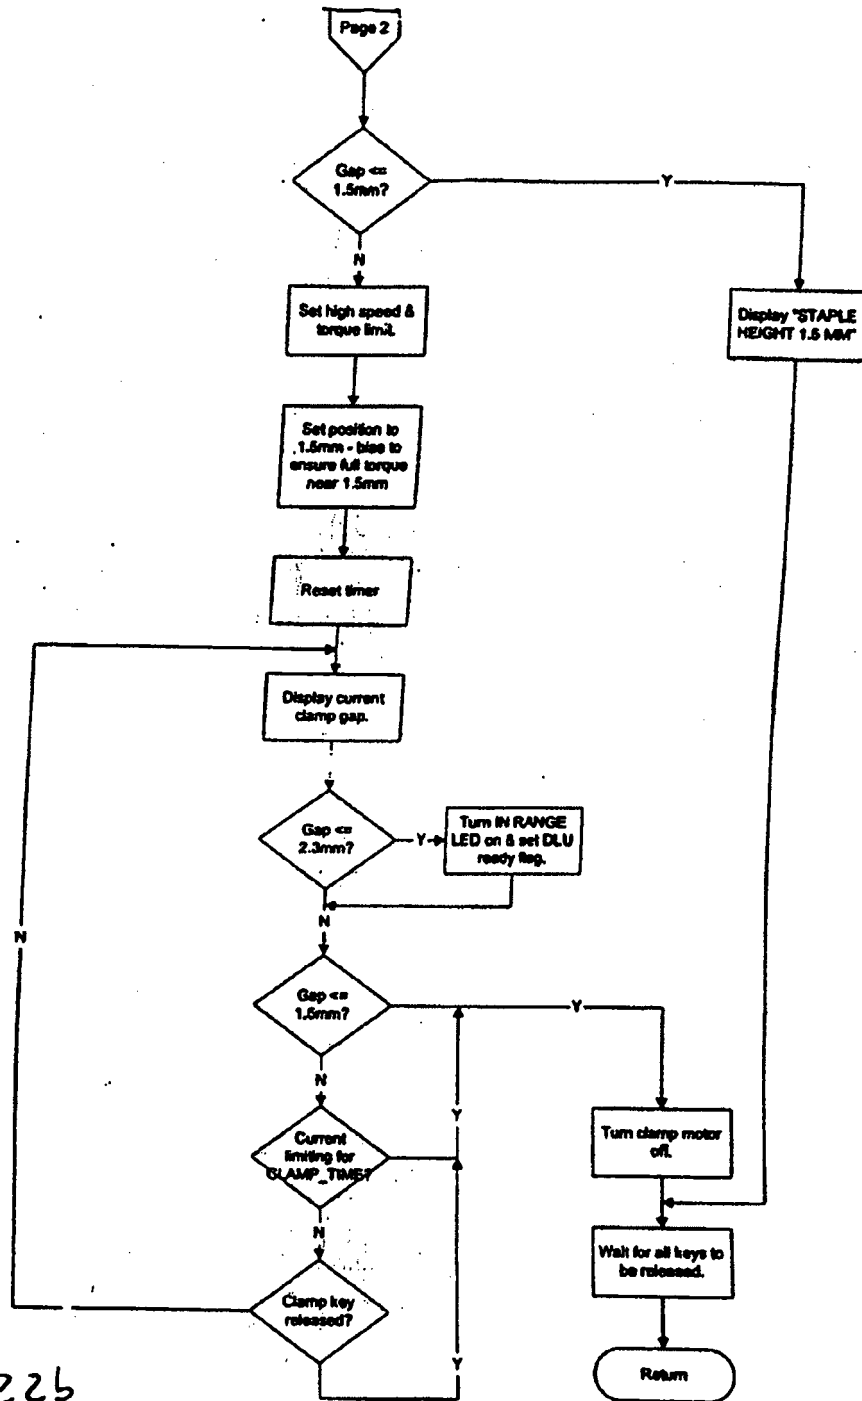 Page 2
Gap <=
1.5mm?
Y
N
Set high speed &
torque limit.
Display "STAPLE
HEIGHT 1.5 MM"
Set position to
1.5mm - bias to
ensure full torque
near 1.5mm
Reset timer
Display current
clamp gap.
Gap <=
2.3mm?
Y
Turn IN RANGE
LED on & set DLU
ready flag.
N
N
Gap <=
1.5mm?
Y
N
Y
Current
limiting for
CLAMP_TIME?
Turn clamp motor
off.
N
Wait for all keys to
be released.
Clamp key
released?
Y
Return
22b